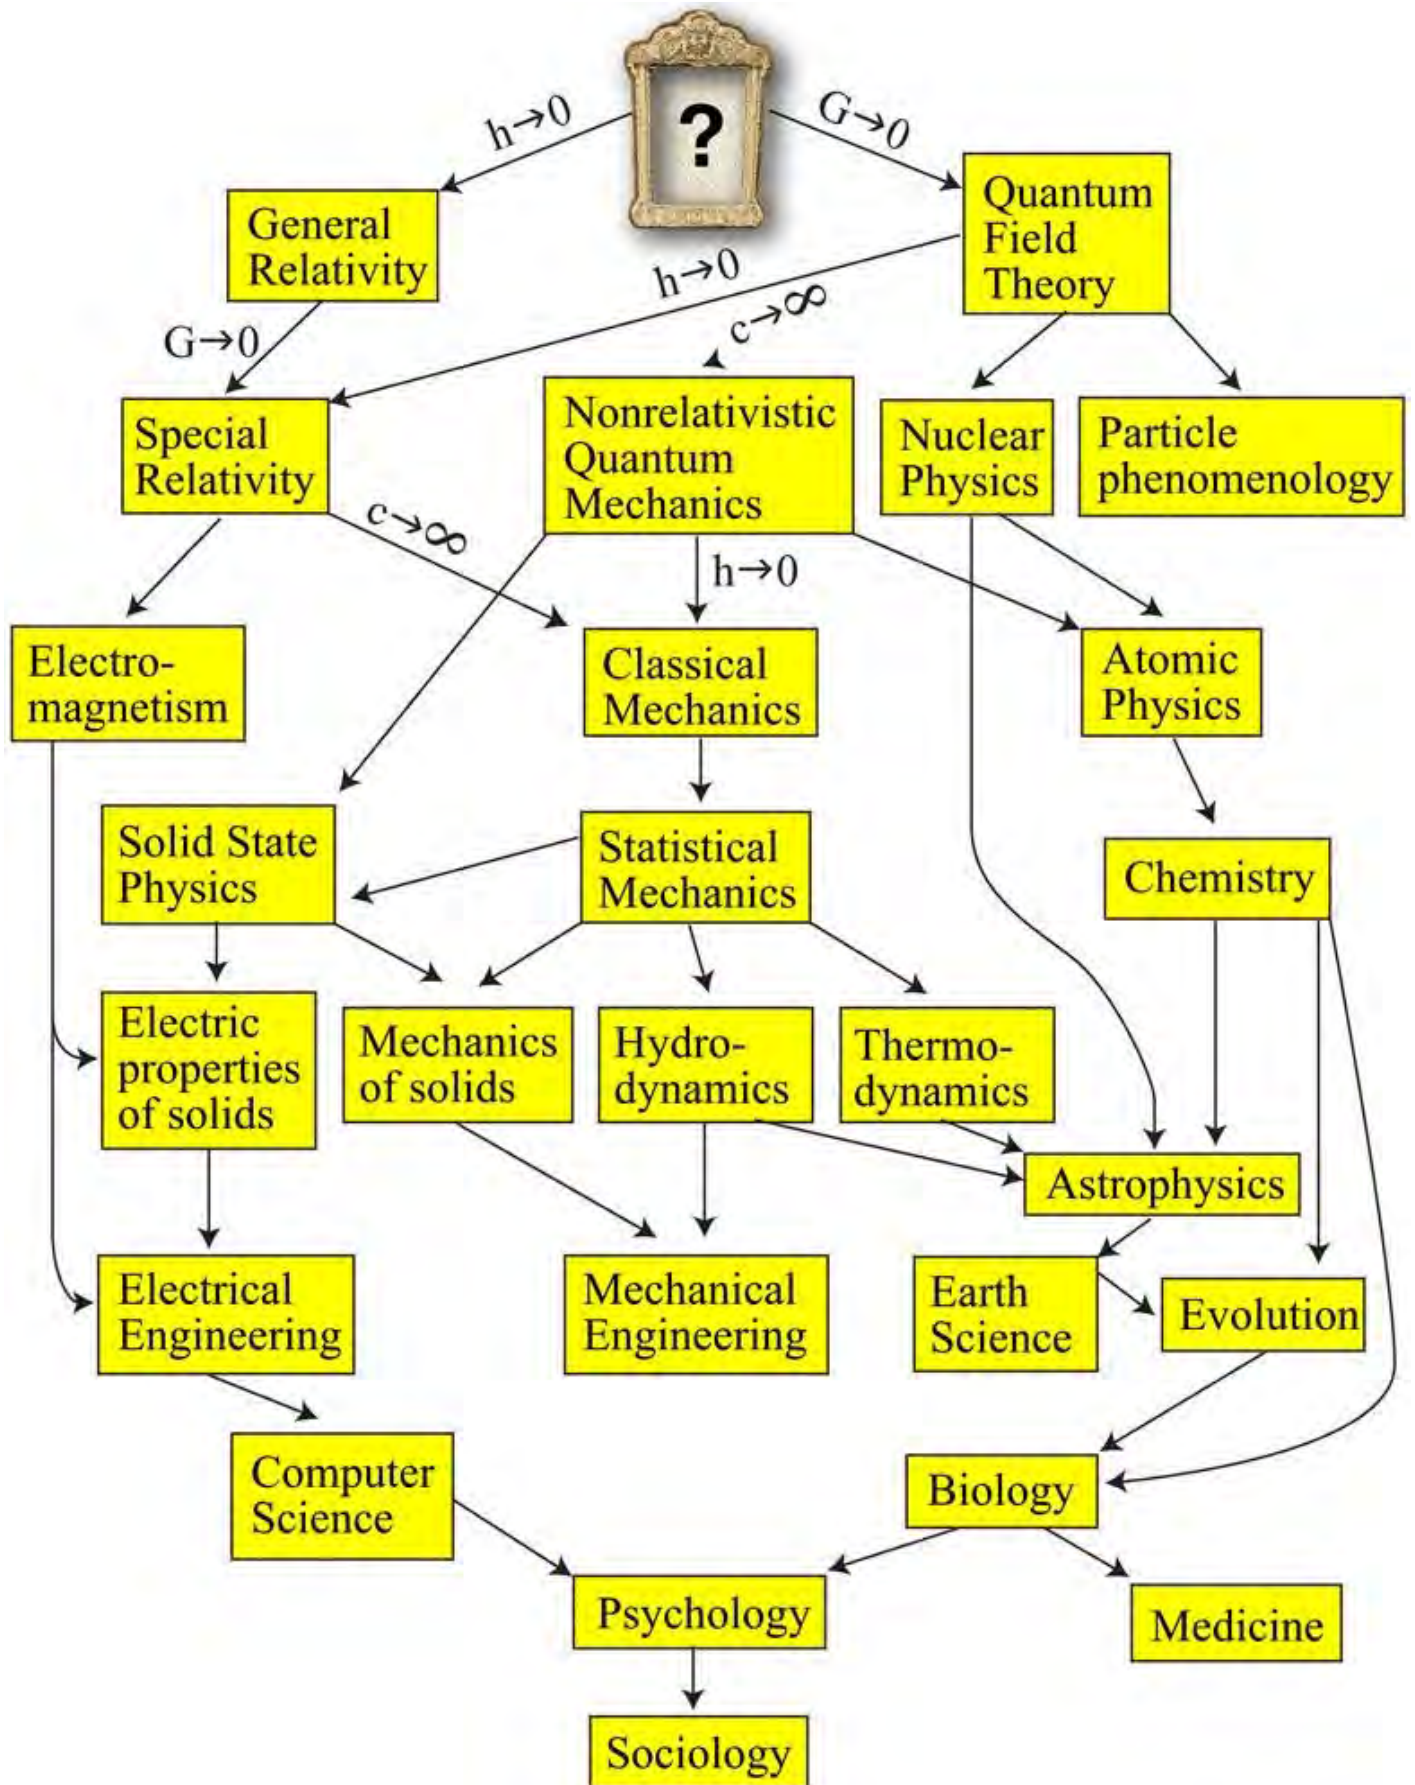 ?
h→0
G→0
General
Relativity
Quantum
Field
Theory
h→0
c→∞
G→0
Special
Relativity
Nonrelativistic
Quantum
Mechanics
Nuclear
Physics
Particle
phenomenology
c→∞
h→0
Electro-
magnetism
Classical
Mechanics
Atomic
Physics
Solid State
Physics
Statistical
Mechanics
Chemistry
Electric
properties
of solids
Mechanics
of solids
Hydro-
dynamics
Thermo-
dynamics
Astrophysics
Electrical
Engineering
Mechanical
Engineering
Earth
Science
Evolution
Computer
Science
Biology
Psychology
Medicine
Sociology